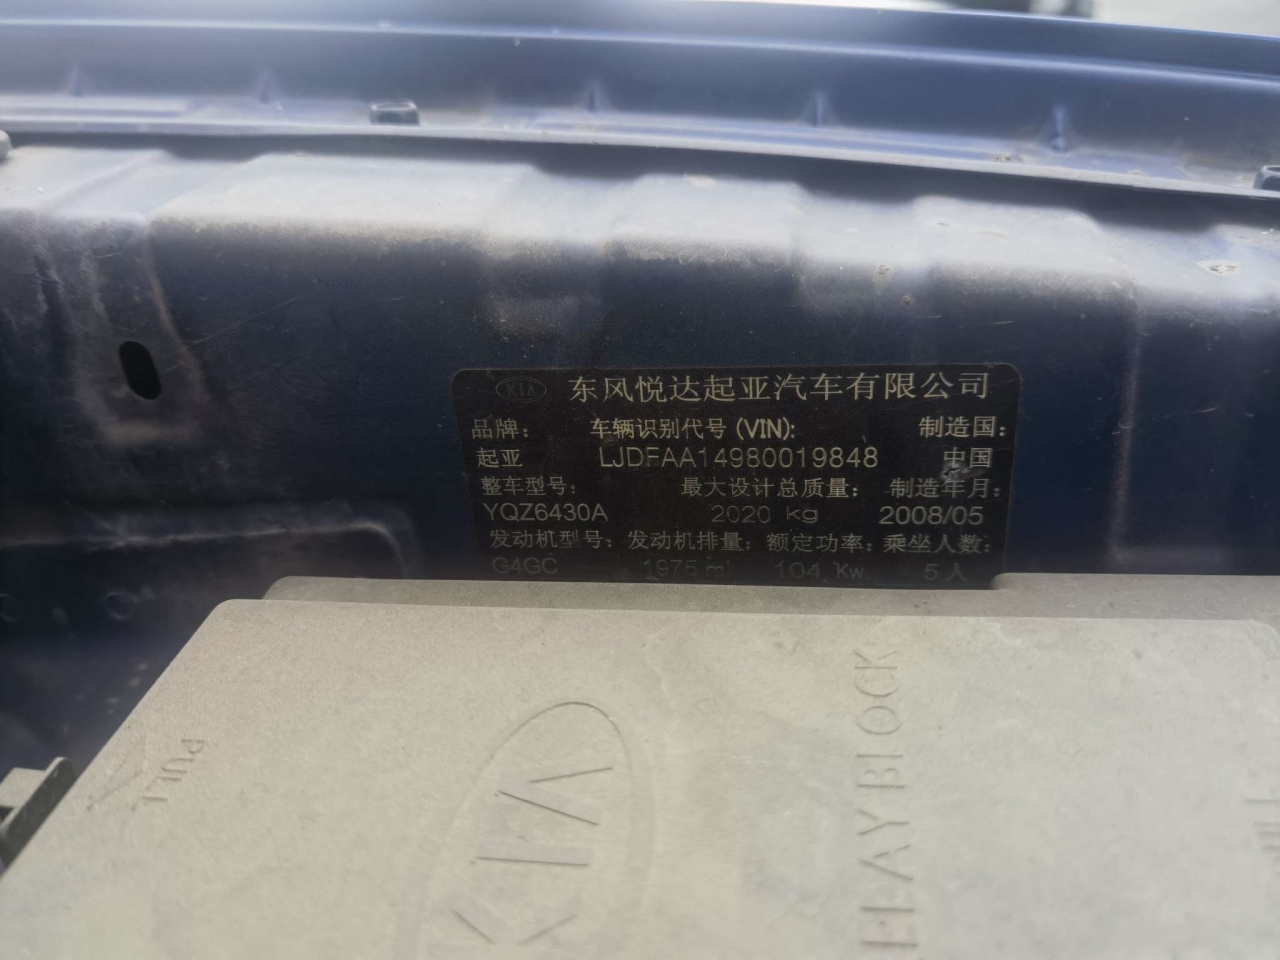 KIA 东风悦达起亚汽车有限公司
品牌: 车辆识别代号(VIN): 制造国:
起亚 LJDFAA14980019848 中国
整车型号: 最大设计总质量: 制造年月:
YQZ6430A 2020 kg 2008/05
发动机型号: 发动机排量: 额定功率: 乘坐人数:
G4GC 1975 ml 104 Kw 5人
PULL
KIA
RELAY BLOCK